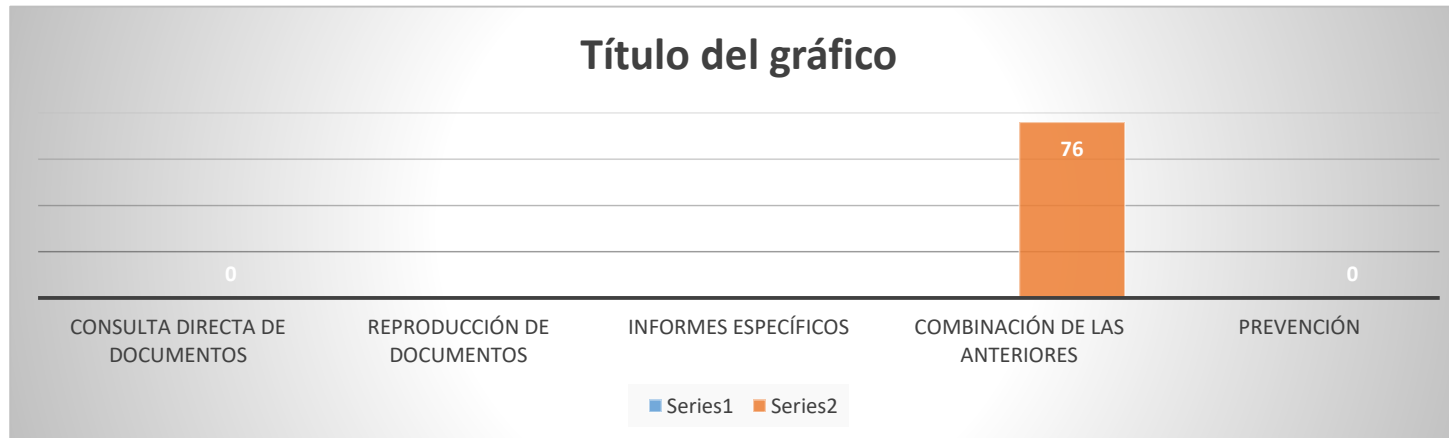 Título del gráfico
76
0
0
CONSULTA DIRECTA DE
DOCUMENTOS
REPRODUCCIÓN DE
DOCUMENTOS
INFORMES ESPECÍFICOS
COMBINACIÓN DE LAS
ANTERIORES
PREVENCIÓN
Series1 Series2